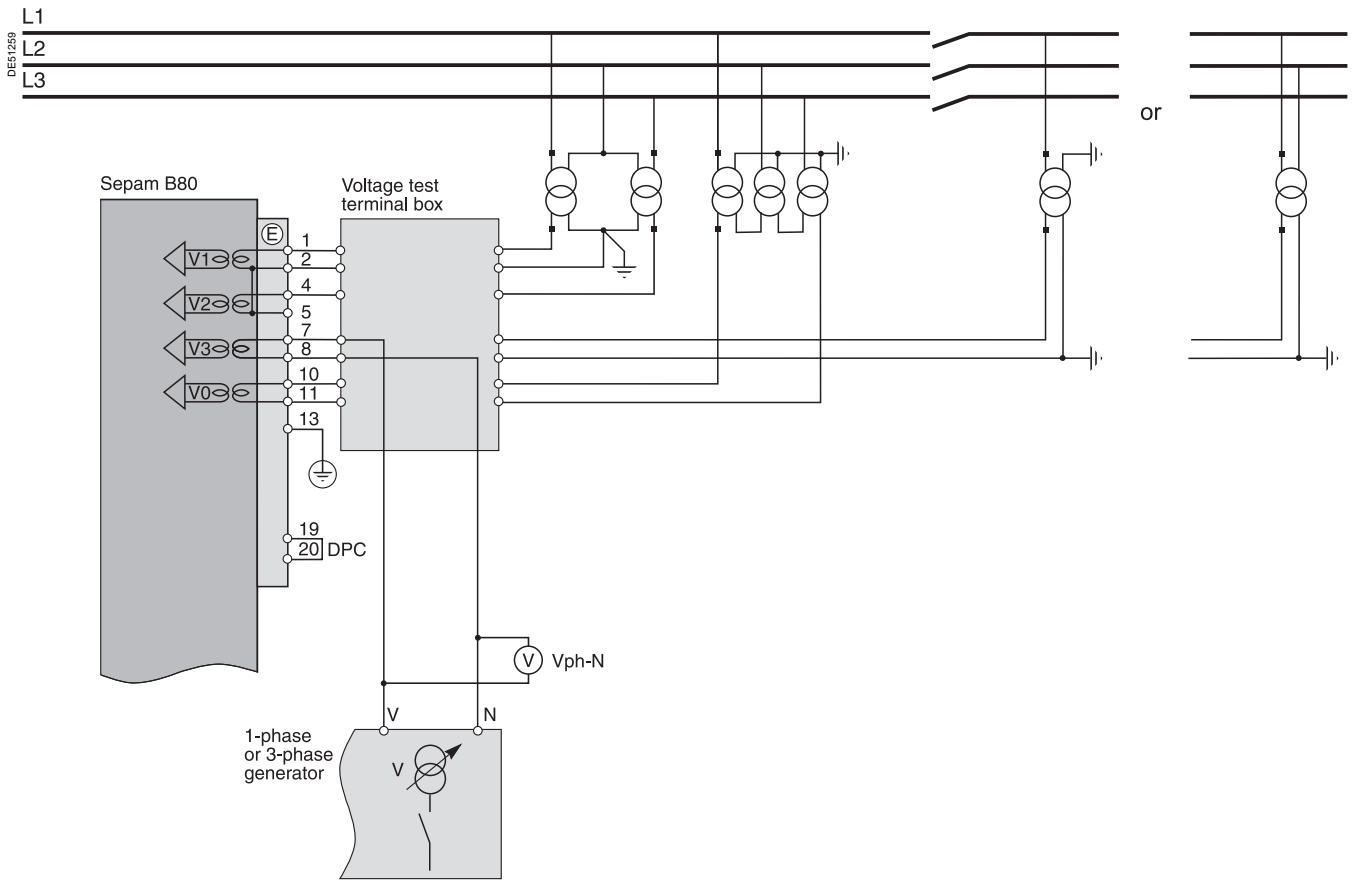 L1
DE51259
L2
L3
or
Sepam B80
Voltage test
terminal box
E
1
V1
2
4
V2
5
7
V3
8
10
V0
11
13
19
20 DPC
V Vph-N
V N
1-phase
or 3-phase
generator
V